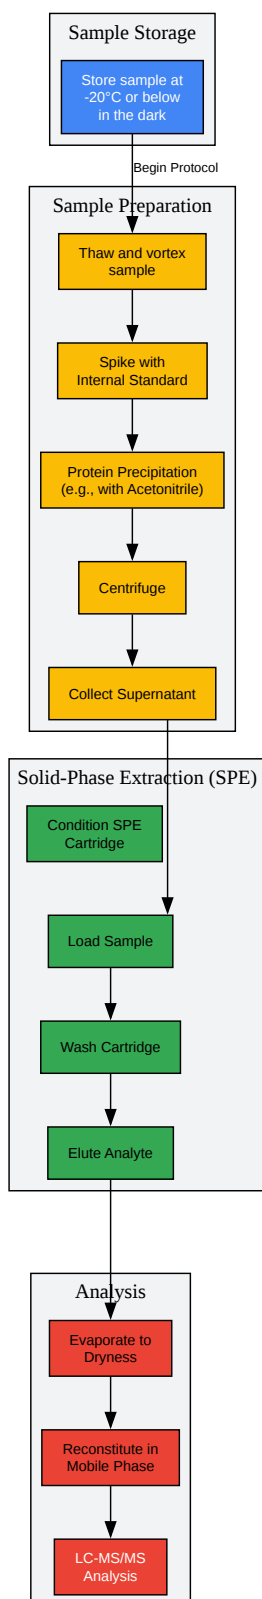 Sample Storage
Store sample at
-20°C or below
in the dark
Begin Protocol
Sample Preparation
Thaw and vortex
sample
Spike with
Internal Standard
Protein Precipitation
(e.g., with Acetonitrile)
Centrifuge
Collect Supernatant
Solid-Phase Extraction (SPE)
Condition SPE
Cartridge
Load Sample
Wash Cartridge
Elute Analyte
Analysis
Evaporate to
Dryness
Reconstitute in
Mobile Phase
LC-MS/MS
Analysis